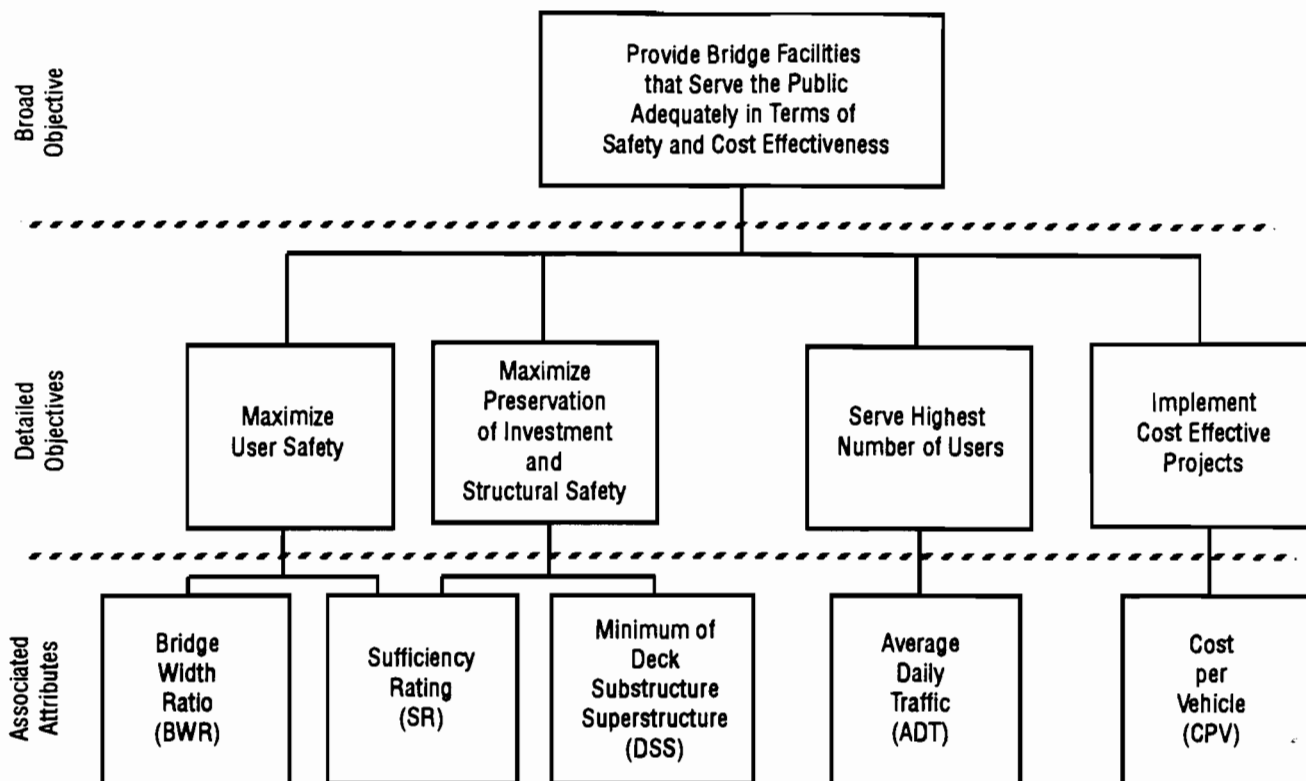 Broad
Objective
Provide Bridge Facilities
that Serve the Public
Adequately in Terms of
Safety and Cost Effectiveness
Detailed
Objectives
Maximize
User Safety
Maximize
Preservation
of Investment
and
Structural Safety
Serve Highest
Number of Users
Implement
Cost Effective
Projects
Associated
Attributes
Bridge
Width
Ratio
(BWR)
Sufficiency
Rating
(SR)
Minimum of
Deck
Substructure
Superstructure
(DSS)
Average
Daily
Traffic
(ADT)
Cost
per
Vehicle
(CPV)